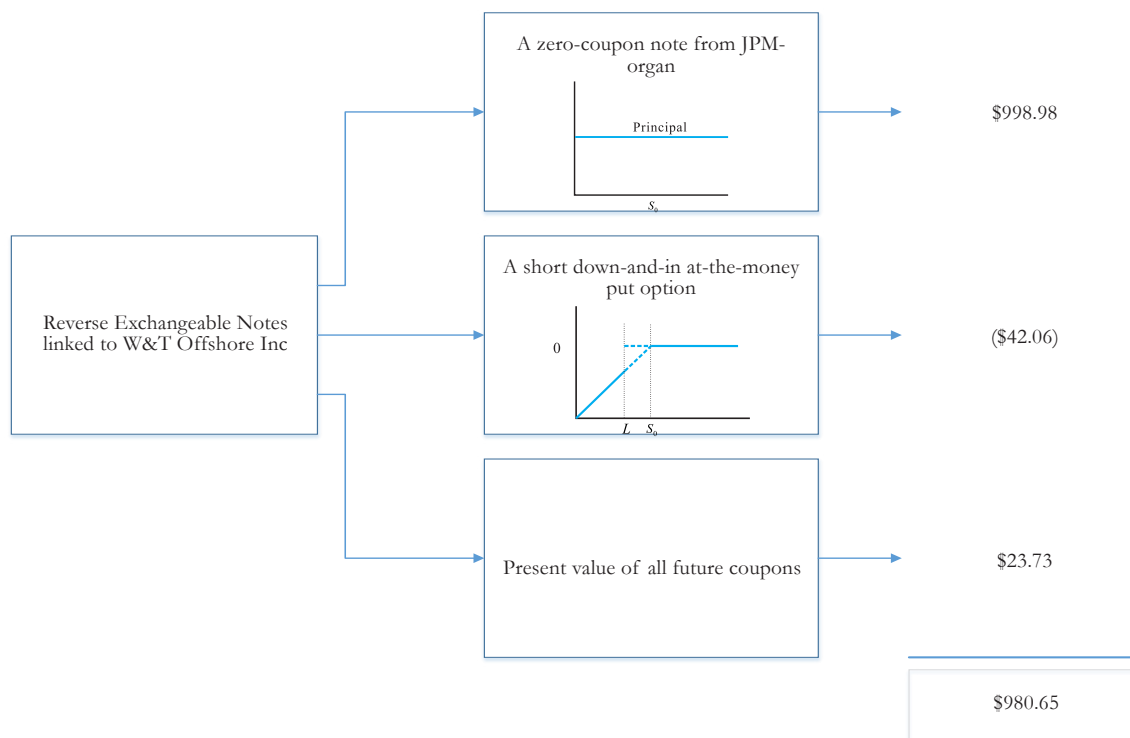 A zero-coupon note from JPM-
organ
Principal
S₀
$998.98
Reverse Exchangeable Notes
linked to W&T Offshore Inc
A short down-and-in at-the-money
put option
0
L S₀
($42.06)
Present value of all future coupons
$23.73
$980.65